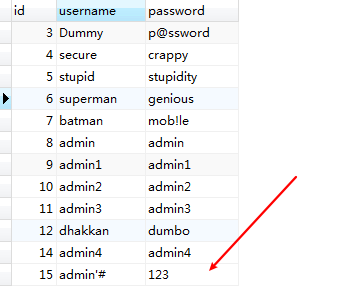 id username password
3 Dummy p@ssword
4 secure crappy
5 stupid stupidity
6 superman genious
7 batman mob!le
8 admin admin
9 admin1 admin1
10 admin2 admin2
11 admin3 admin3
12 dhakkan dumbo
14 admin4 admin4
15 admin'# 123